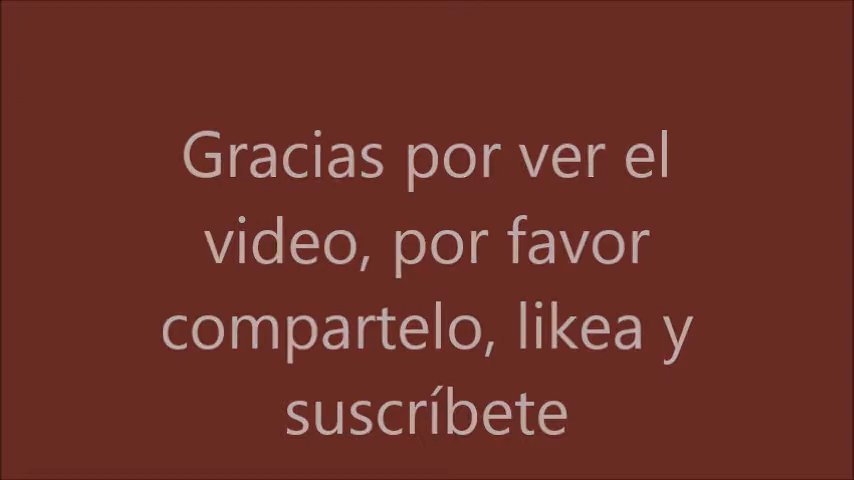 Gracias por ver el
video, por favor
compartelo, likea y
suscríbete